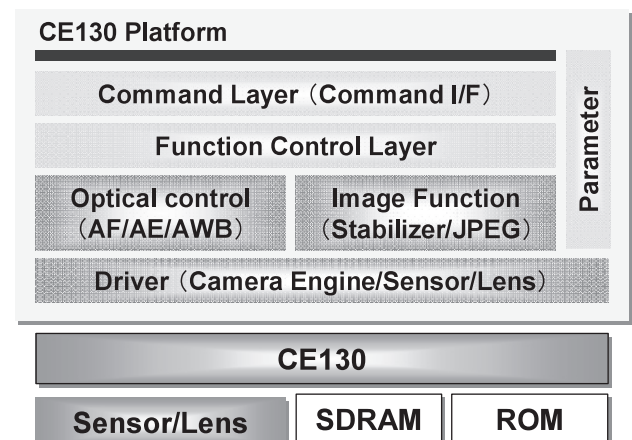 CE130 Platform
Command Layer（Command I/F）
Function Control Layer
Optical control
（AF/AE/AWB）
Image Function
（Stabilizer/JPEG）
Parameter
Driver（Camera Engine/Sensor/Lens）
CE130
Sensor/Lens
SDRAM
ROM